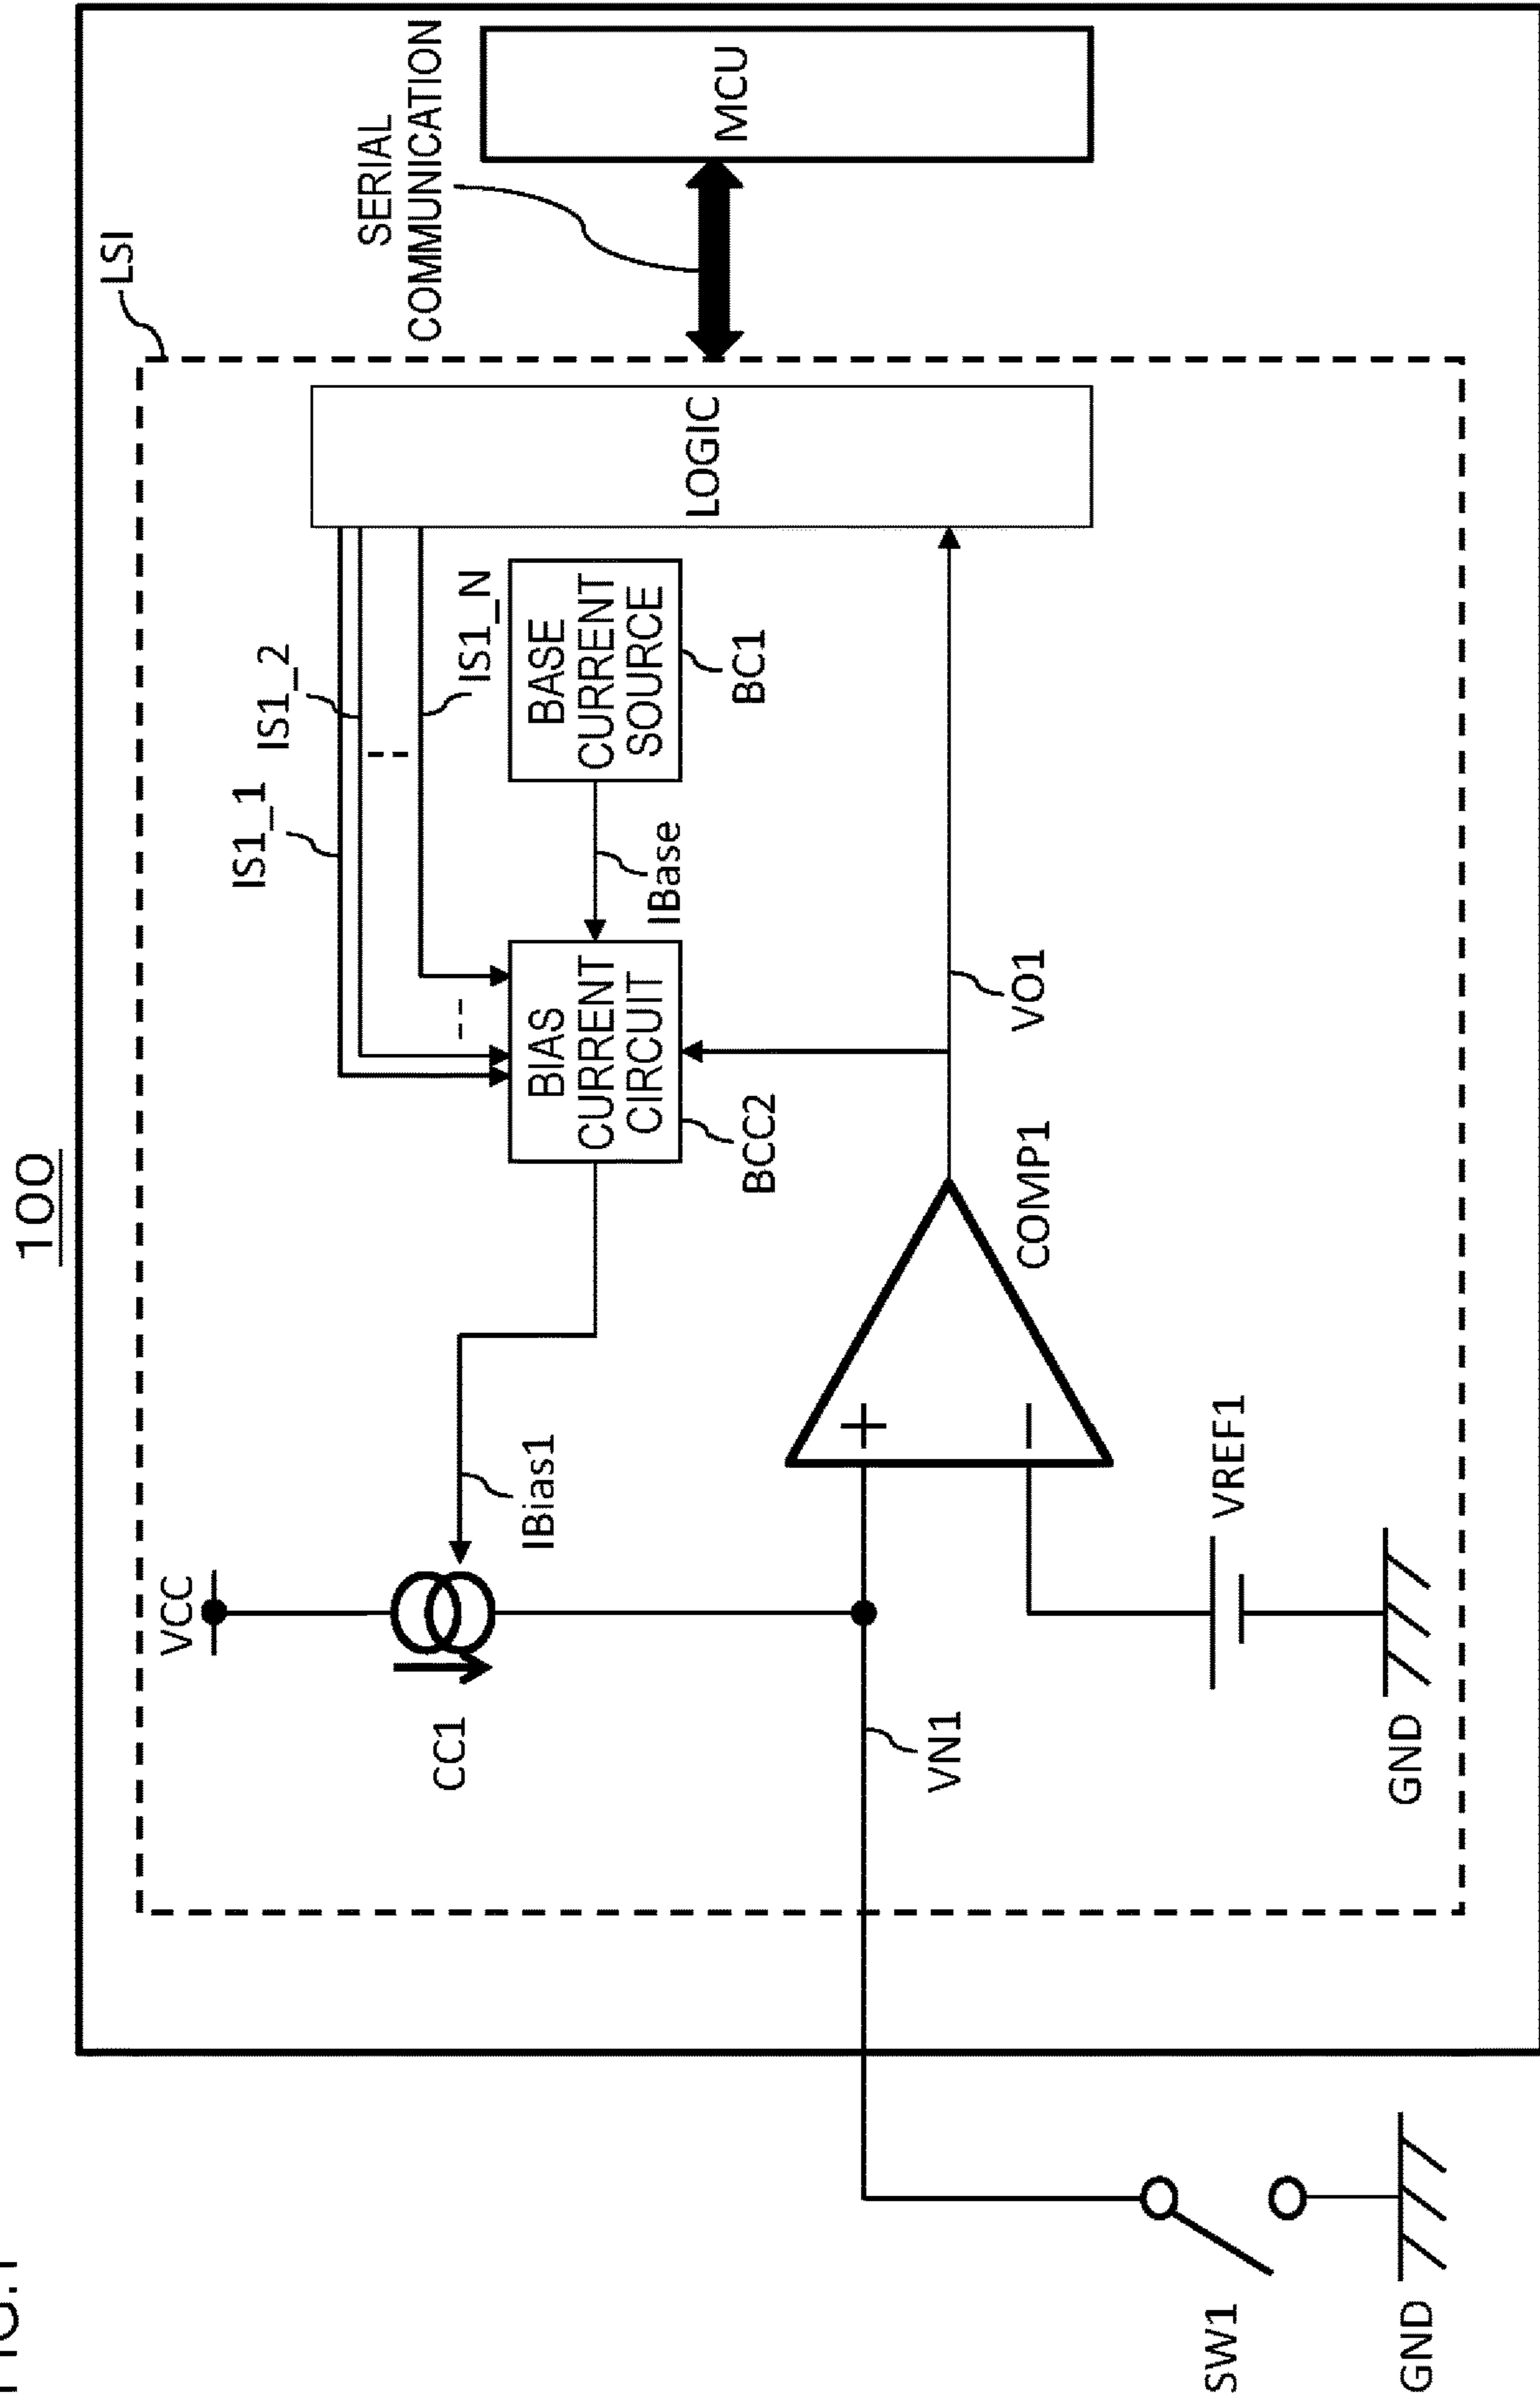 100
LSI
VCC
CC1
IBias1
IS1_1
IS1_2
IS1_N
BIAS
CURRENT
CIRCUIT
BCC2
IBase
BASE
CURRENT
SOURCE
BC1
LOGIC
SERIAL
COMMUNICATION
MCU
VN1
+
−
COMP1
VO1
VREF1
GND
SW1
GND